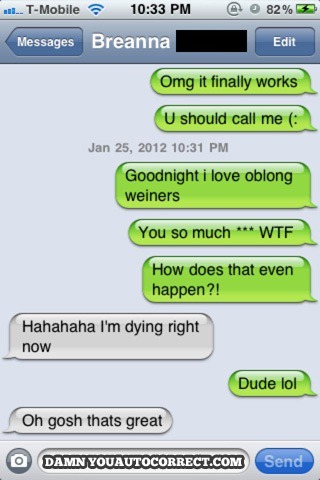 T-Mobile 10:33 PM 82%
Messages Breanna Edit
Omg it finally works
U should call me (:
Jan 25, 2012 10:31 PM
Goodnight i love oblong
weiners
You so much *** WTF
How does that even
happen?!
Hahahaha I'm dying right
now
Dude lol
Oh gosh thats great
DAMNYOUAUTOCORRECT.COM Send